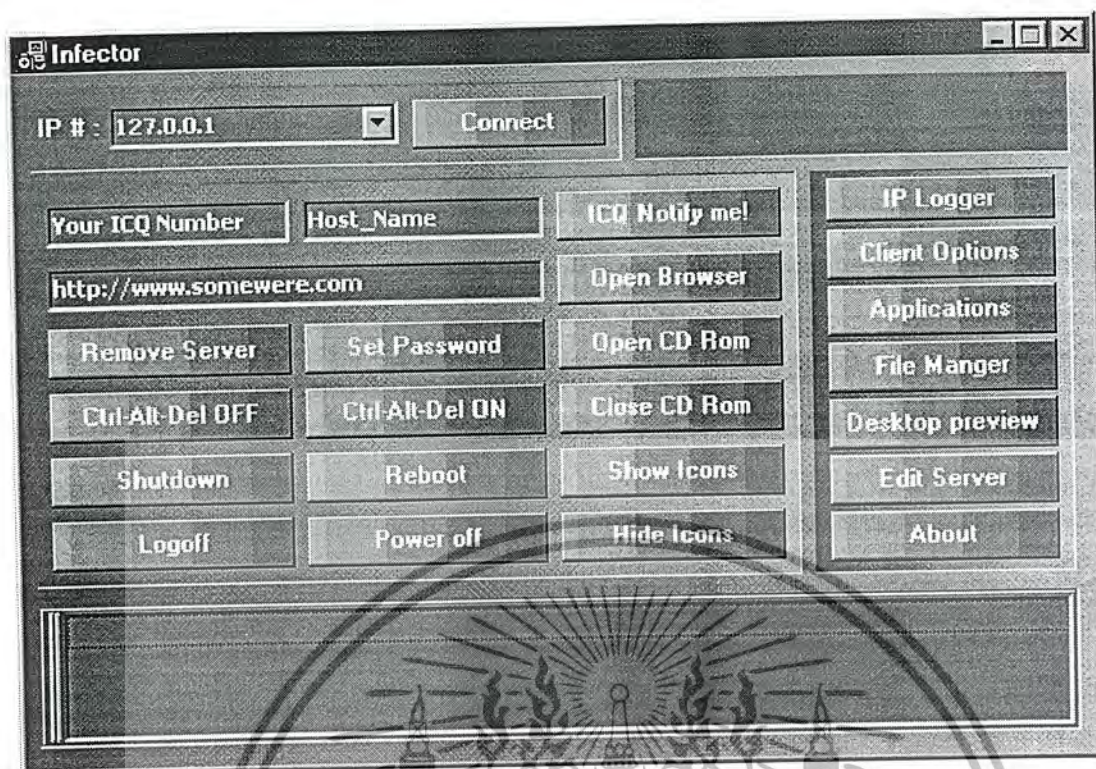 Infector
IP # : 127.0.0.1 Connect
Your ICQ Number Host_Name ICQ Notify me! IP Logger
http://www.somewere.com Open Browser Client Options
Remove Server Set Password Open CD Rom Applications
Ctrl-Alt-Del OFF Ctrl-Alt-Del ON Close CD Rom File Manger
Shutdown Reboot Show Icons Desktop preview
Logoff Power off Hide Icons Edit Server
About